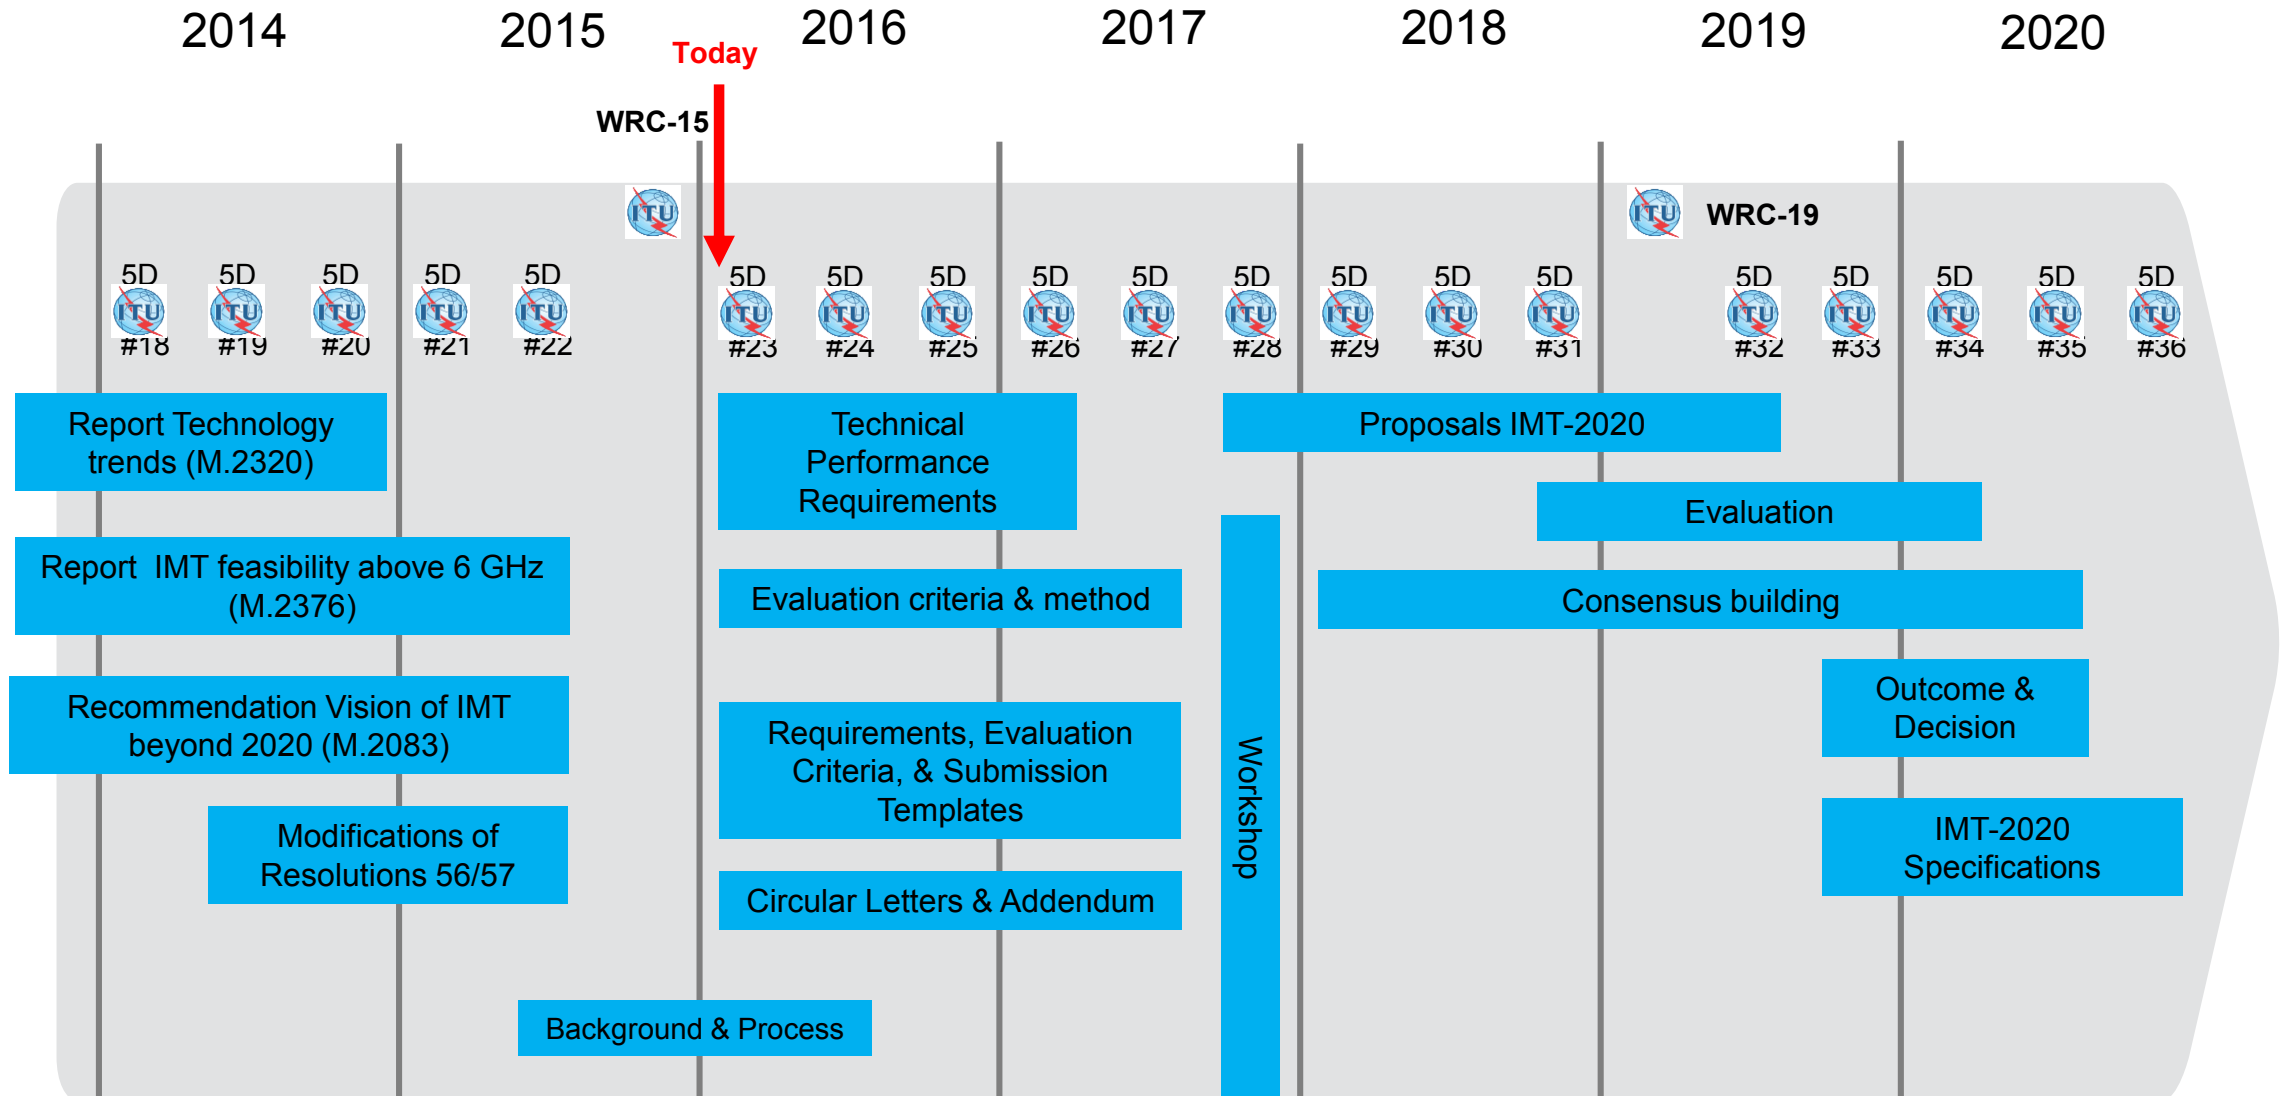 2014 2015 2016 2017 2018 2019 2020
Today
WRC-15
WRC-19
5D 5D 5D 5D 5D 5D 5D 5D 5D 5D 5D 5D 5D 5D 5D 5D 5D 5D 5D
ITU ITU ITU ITU ITU ITU ITU ITU ITU ITU ITU ITU ITU ITU ITU ITU ITU ITU ITU ITU ITU
#18 #19 #20 #21 #22 #23 #24 #25 #26 #27 #28 #29 #30 #31 #32 #33 #34 #35 #36
Report Technology
trends (M.2320)
Report IMT feasibility above 6 GHz
(M.2376)
Recommendation Vision of IMT
beyond 2020 (M.2083)
Modifications of
Resolutions 56/57
Background & Process
Technical
Performance
Requirements
Evaluation criteria & method
Requirements, Evaluation
Criteria, & Submission
Templates
Circular Letters & Addendum
Workshop
Proposals IMT-2020
Evaluation
Consensus building
Outcome &
Decision
IMT-2020
Specifications